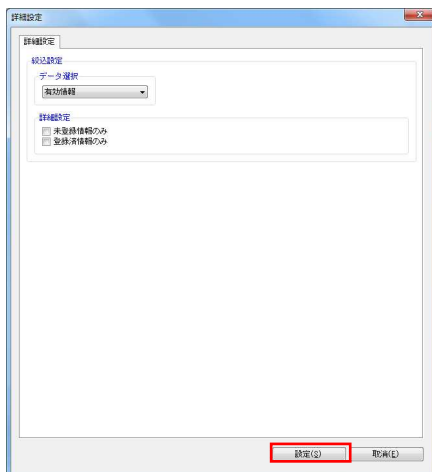 詳細設定
詳細設定
絞込設定
データ選択
有効情報
詳細設定
未登録情報のみ
登録済情報のみ
設定(S)
取消(E)